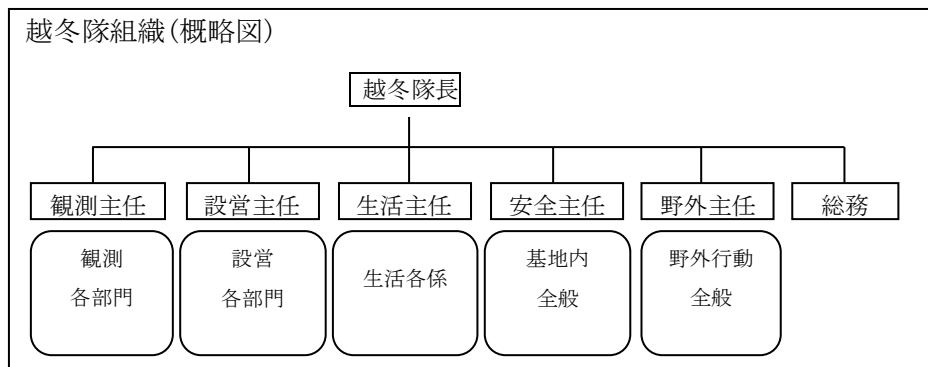 越冬隊組織(概略図)
越冬隊長
観測主任
設営主任
生活主任
安全主任
野外主任
総務
観測
各部門
設営
各部門
生活各係
基地内
全般
野外行動
全般